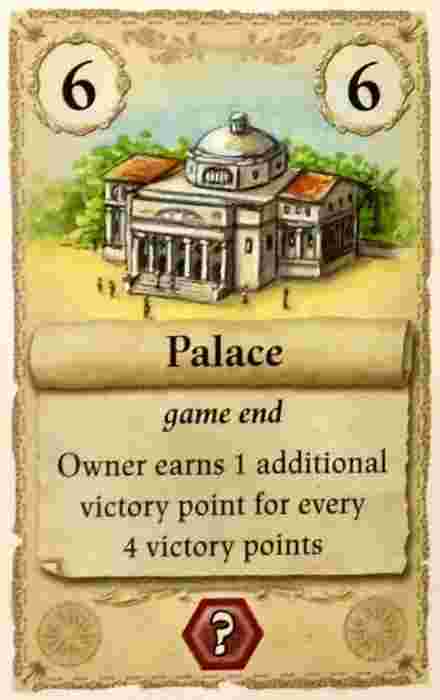 6 6
Palace
game end
Owner earns 1 additional
victory point for every
4 victory points
?